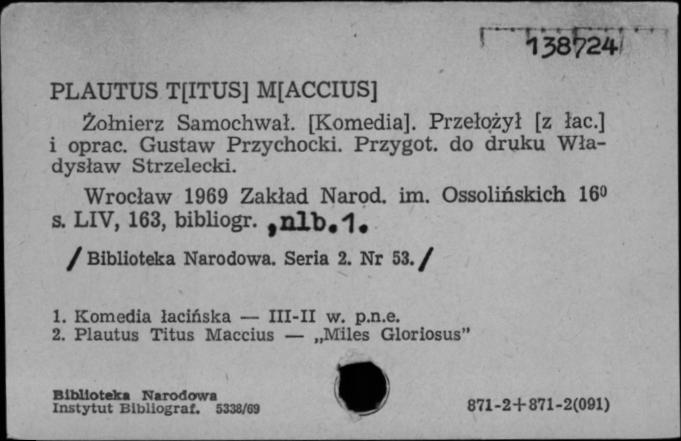 138724
PLAUTUS T[ITUS] M[ACCIUS]
Żołnierz Samochwał. [Komedia]. Przełożył [z łac.]
i oprac. Gustaw Przychocki. Przygot. do druku Wła-
dysław Strzelecki.
Wrocław 1969 Zakład Narod. im. Ossolińskich 16⁰
s. LIV, 163, bibliogr. ,nlb.1.
/Biblioteka Narodowa. Seria 2. Nr 53./
1. Komedia łacińska — III-II w. p.n.e.
2. Plautus Titus Maccius — „Miles Gloriosus”
Biblioteka Narodowa
Instytut Bibliograf. 5338/69
871-2+871-2(091)